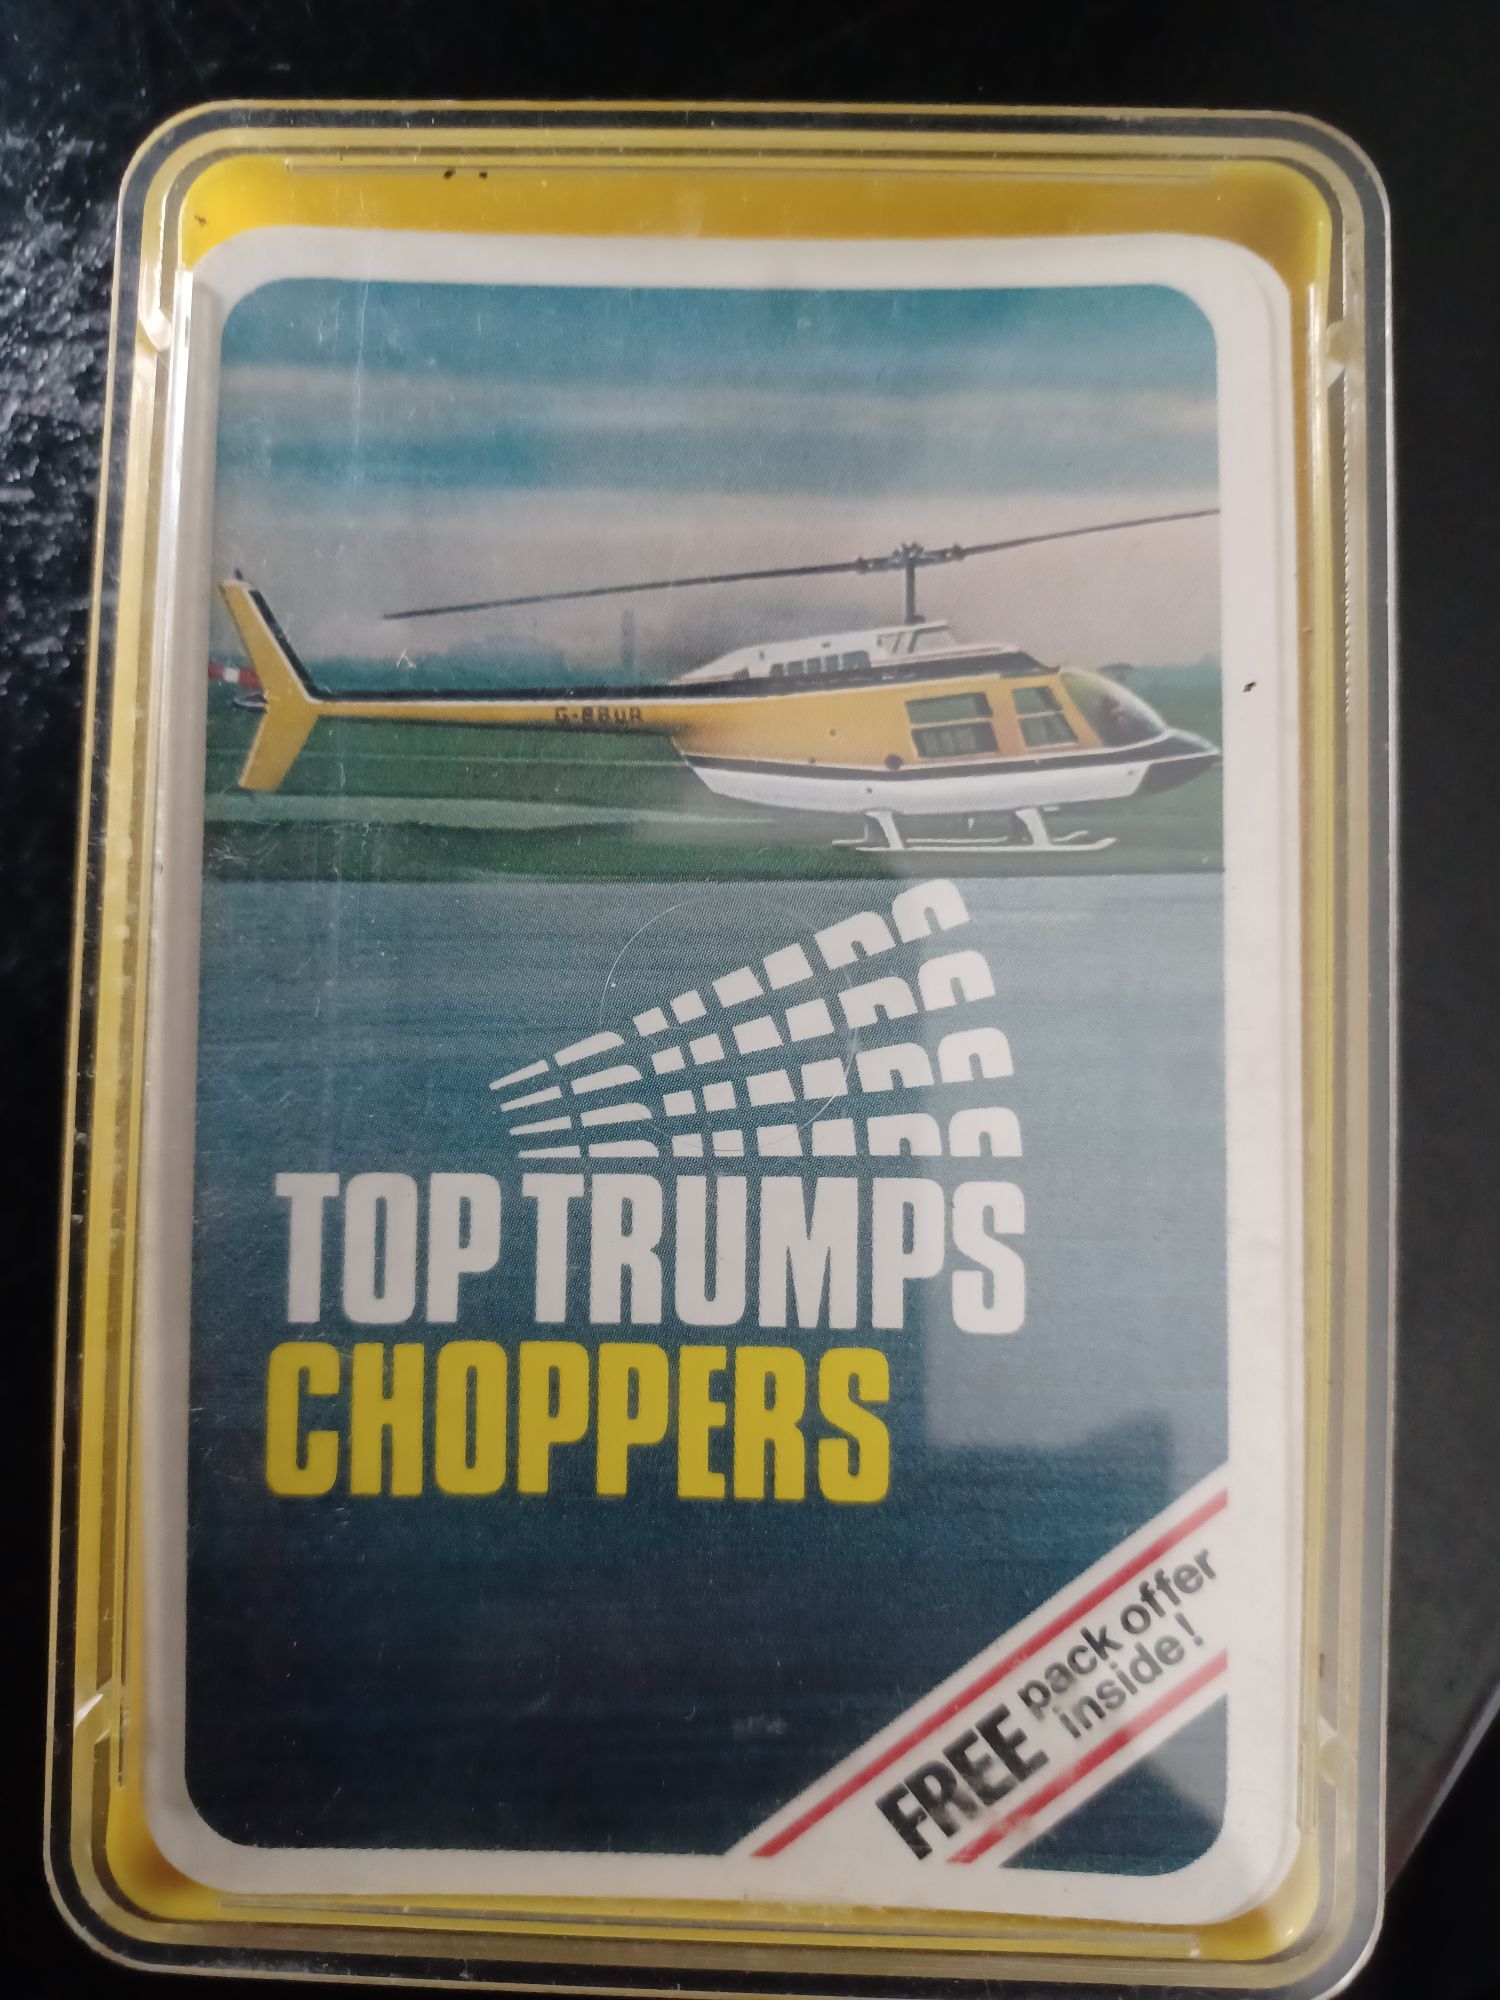 TOP TRUMPS
CHOPPERS
FREE pack offer
inside!